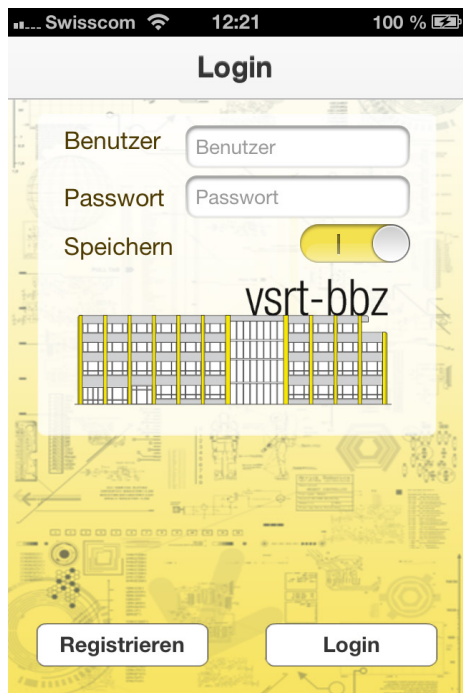 Swisscom 12:21 100 %
Login
Benutzer Benutzer
Passwort Passwort
Speichern
vsrt-bbz
Registrieren Login